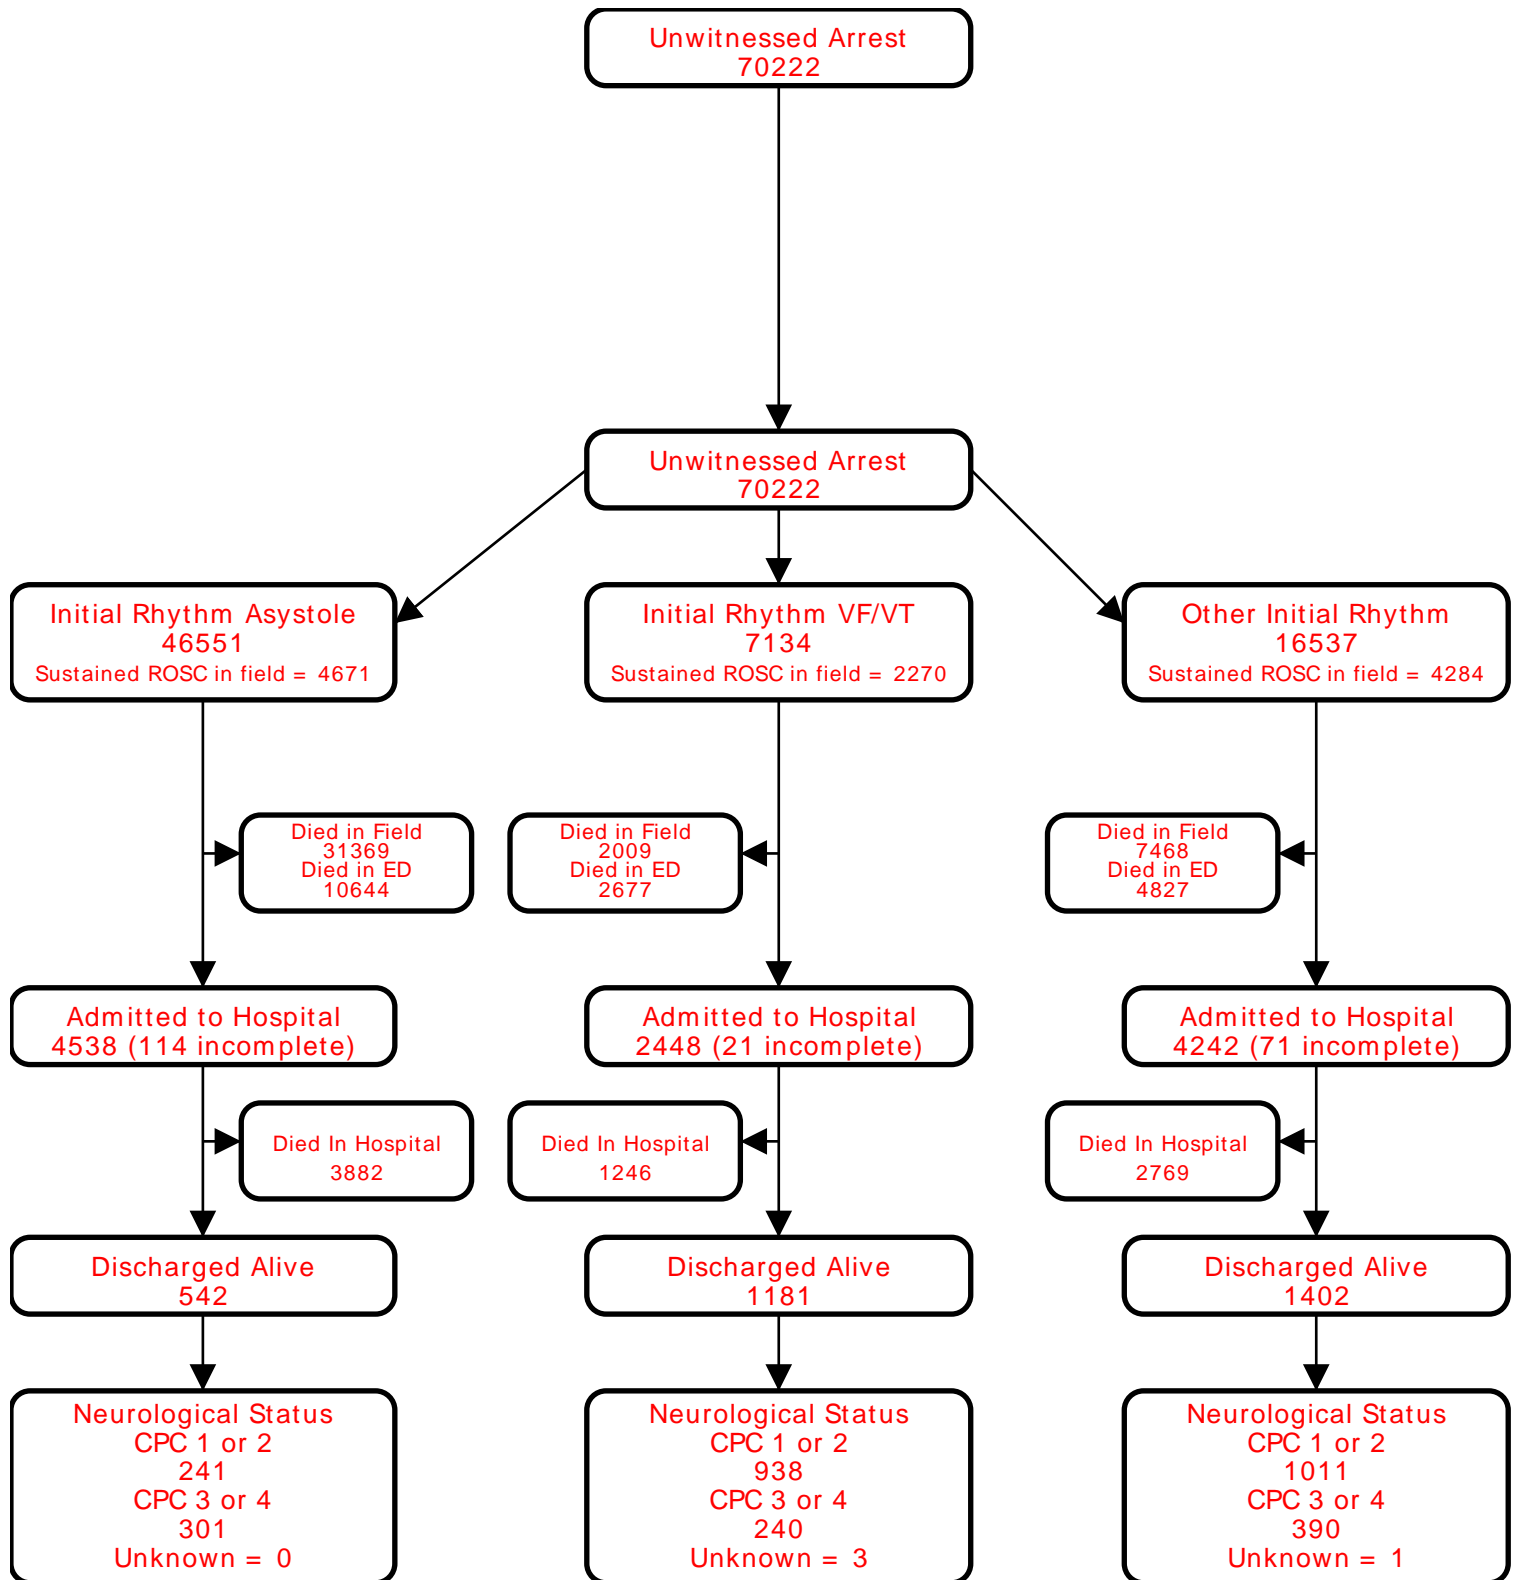 Unwitnessed Arrest
70222
Unwitnessed Arrest
70222
Initial Rhythm Asystole
46551
Sustained ROSC in field = 4671
Initial Rhythm VF/VT
7134
Sustained ROSC in field = 2270
Other Initial Rhythm
16537
Sustained ROSC in field = 4284
Died in Field
31369
Died in ED
10644
Died in Field
2009
Died in ED
2677
Died in Field
7468
Died in ED
4827
Admitted to Hospital
4538 (114 incomplete)
Admitted to Hospital
2448 (21 incomplete)
Admitted to Hospital
4242 (71 incomplete)
Died In Hospital
3882
Died In Hospital
1246
Died In Hospital
2769
Discharged Alive
542
Discharged Alive
1181
Discharged Alive
1402
Neurological Status
CPC 1 or 2
241
CPC 3 or 4
301
Unknown = 0
Neurological Status
CPC 1 or 2
938
CPC 3 or 4
240
Unknown = 3
Neurological Status
CPC 1 or 2
1011
CPC 3 or 4
390
Unknown = 1